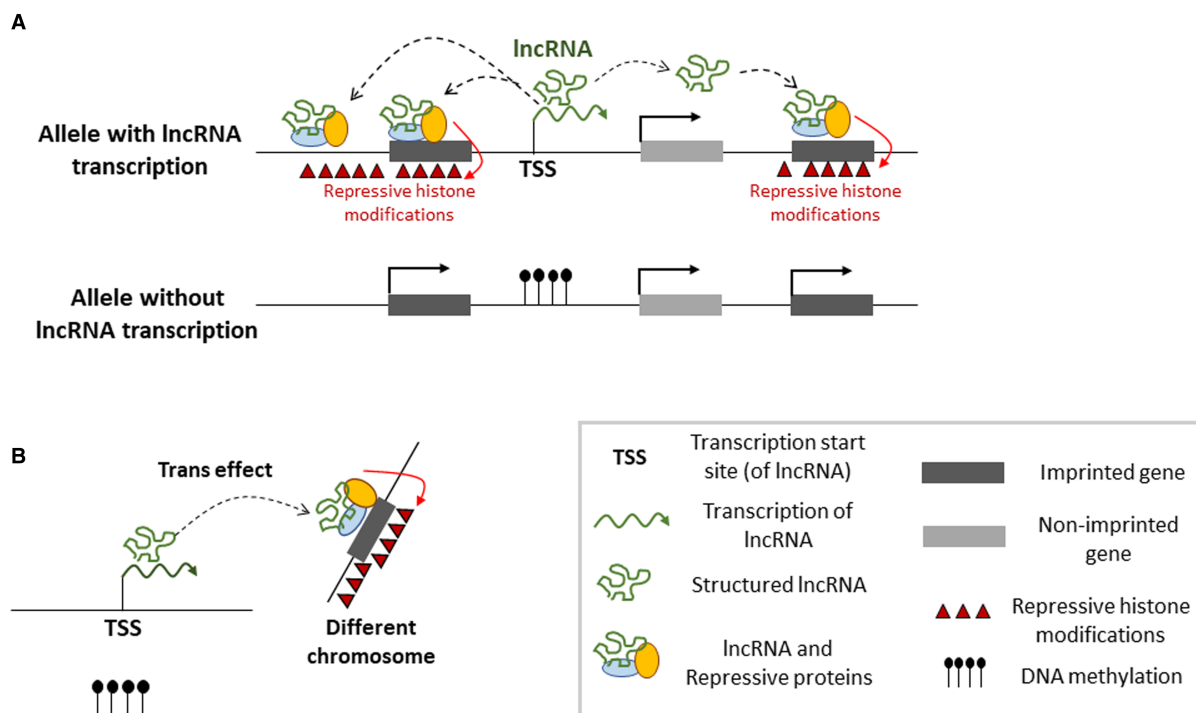 A
lncRNA
Allele with lncRNA
transcription
TSS
Repressive histone
modifications
Repressive histone
modifications
Allele without
lncRNA transcription
B
Trans effect
TSS
Different
chromosome
TSS
Transcription start
site (of lncRNA)
Transcription of
lncRNA
Structured lncRNA
lncRNA and
Repressive proteins
Imprinted gene
Non-imprinted
gene
Repressive histone
modifications
DNA methylation